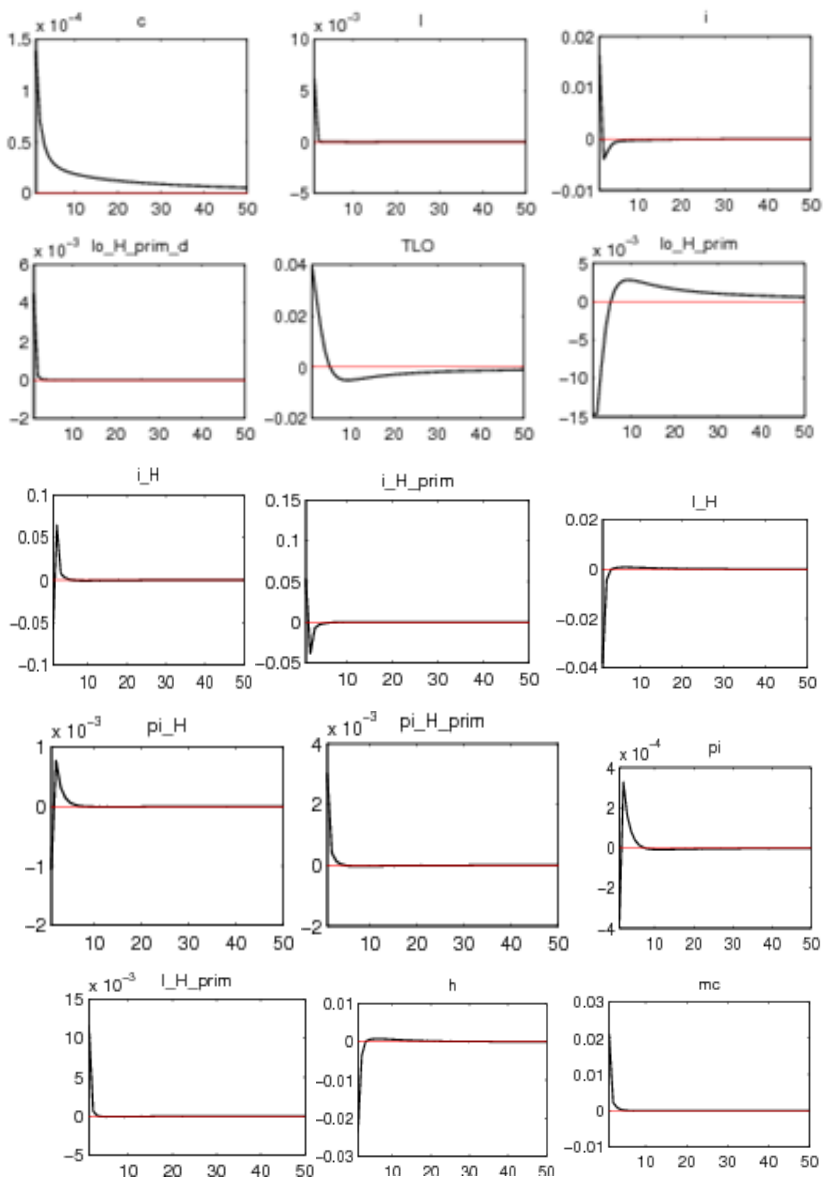 c l i
x 10⁻⁴ x 10⁻³
1.5 10 0.02
1 5 0.01
0.5 0 0
0 -5 -0.01
10 20 30 40 50 10 20 30 40 50 10 20 30 40 50
lo_H_prim_d TLO lo_H_prim
x 10⁻³ x 10⁻³
6 0.04 5
4 0.02 0
2 0 -5
0 -10
-2 -0.02 -15
10 20 30 40 50 10 20 30 40 50 10 20 30 40 50
i_H i_H_prim l_H
0.1 0.15 0.02
0.05 0.1 0
0 0.05 -0.02
-0.05 0
-0.1 -0.05 -0.04
10 20 30 40 50 10 20 30 40 50 10 20 30 40 50
pi_H pi_H_prim pi
x 10⁻³ x 10⁻³ x 10⁻⁴
1 4 4
0 2 2
-1 0 0
-2
-2 -2 -4
10 20 30 40 50 10 20 30 40 50 10 20 30 40 50
l_H_prim h mc
x 10⁻³
15 0.01 0.03
10 0 0.02
5 -0.01 0.01
0 -0.02 0
-5 -0.03 -0.01
10 20 30 40 50 10 20 30 40 50 10 20 30 40 50